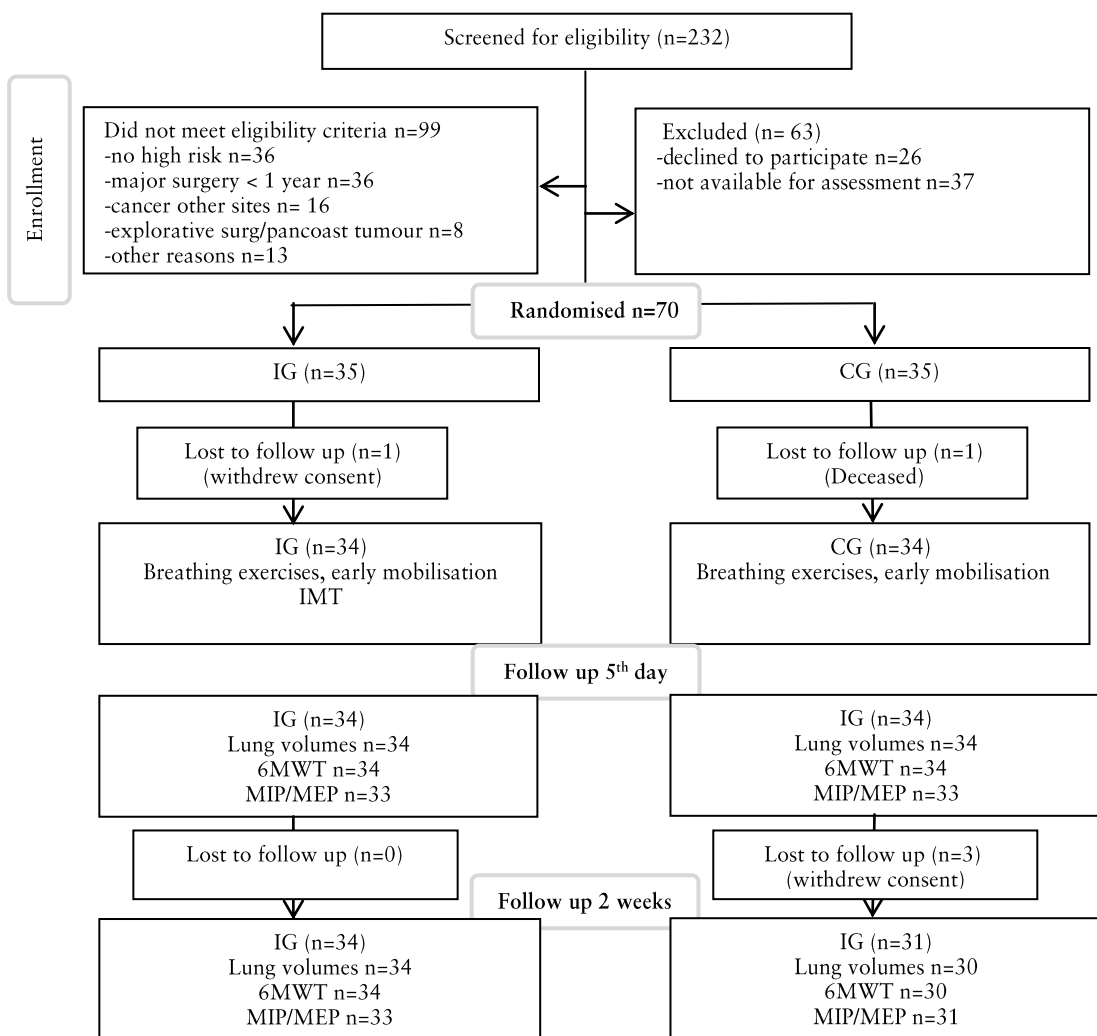 Screened for eligibility (n=232)
Enrollment
Did not meet eligibility criteria n=99
-no high risk n=36
-major surgery < 1 year n=36
-cancer other sites n= 16
-explorative surg/pancoast tumour n=8
-other reasons n=13
Excluded (n= 63)
-declined to participate n=26
-not available for assessment n=37
Randomised n=70
IG (n=35)
CG (n=35)
Lost to follow up (n=1)
(withdrew consent)
Lost to follow up (n=1)
(Deceased)
IG (n=34)
Breathing exercises, early mobilisation
IMT
CG (n=34)
Breathing exercises, early mobilisation
Follow up 5th day
IG (n=34)
Lung volumes n=34
6MWT n=34
MIP/MEP n=33
IG (n=34)
Lung volumes n=34
6MWT n=34
MIP/MEP n=33
Lost to follow up (n=0)
Lost to follow up (n=3)
(withdrew consent)
Follow up 2 weeks
IG (n=34)
Lung volumes n=34
6MWT n=34
MIP/MEP n=33
IG (n=31)
Lung volumes n=30
6MWT n=30
MIP/MEP n=31